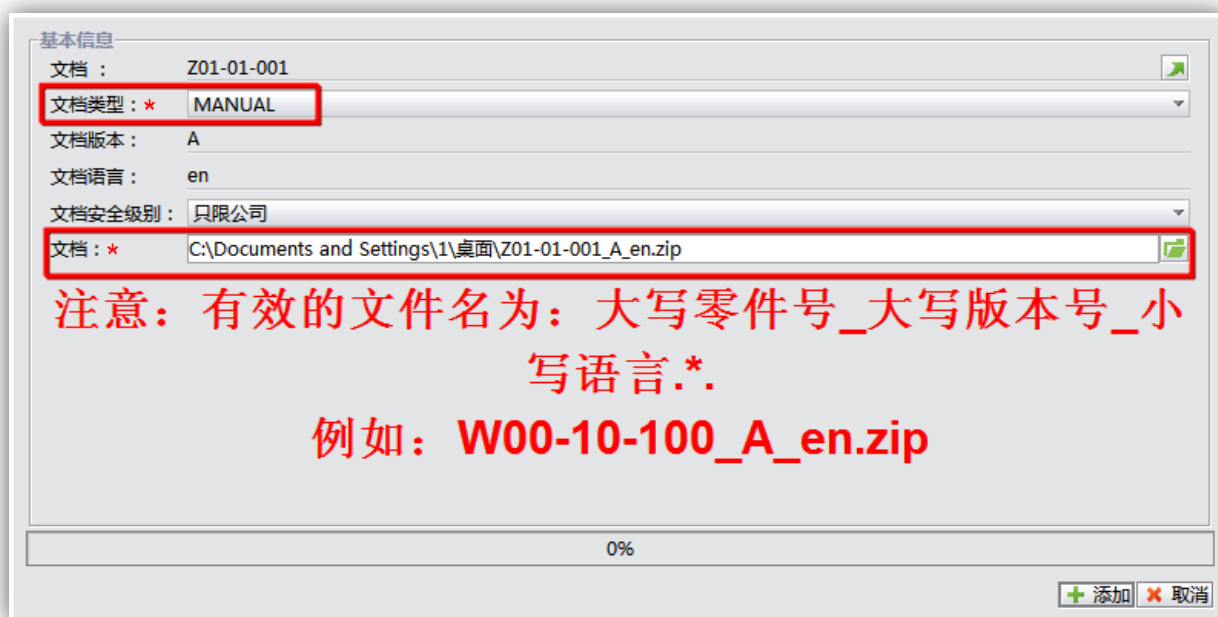 基本信息
文档 : Z01-01-001
文档类型 : * MANUAL
文档版本 : A
文档语言 : en
文档安全级别 : 只限公司
文档 : * C:\Documents and Settings\1\桌面\Z01-01-001_A_en.zip
注意：有效的文件名为：大写零件号_大写版本号_小
写语言.*.
例如：W00-10-100_A_en.zip
0%
添加 取消